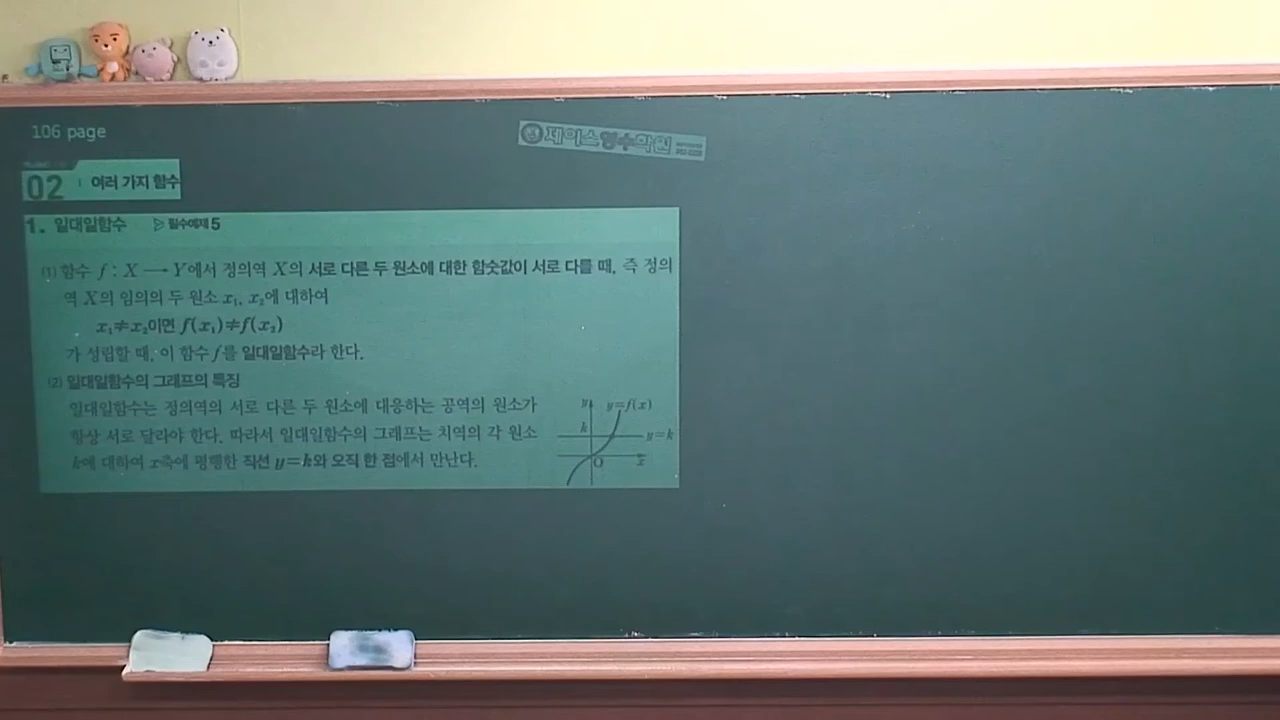 106 page
제이스영수학원
02 여러 가지 함수
1. 일대일함수 ▷ 필수예제 5
(1) 함수 f : X → Y에서 정의역 X의 서로 다른 두 원소에 대한 함숫값이 서로 다를 때, 즉 정의
역 X의 임의의 두 원소 x₁, x₂에 대하여
x₁≠x₂이면 f(x₁)≠f(x₂)
가 성립할 때, 이 함수 f를 일대일함수라 한다.
(2) 일대일함수의 그래프의 특징
일대일함수는 정의역의 서로 다른 두 원소에 대응하는 공역의 원소가
항상 서로 달라야 한다. 따라서 일대일함수의 그래프는 치역의 각 원소
k에 대하여 x축에 평행한 직선 y=k와 오직 한 점에서 만난다.
y y=f(x)
k y=k
O x